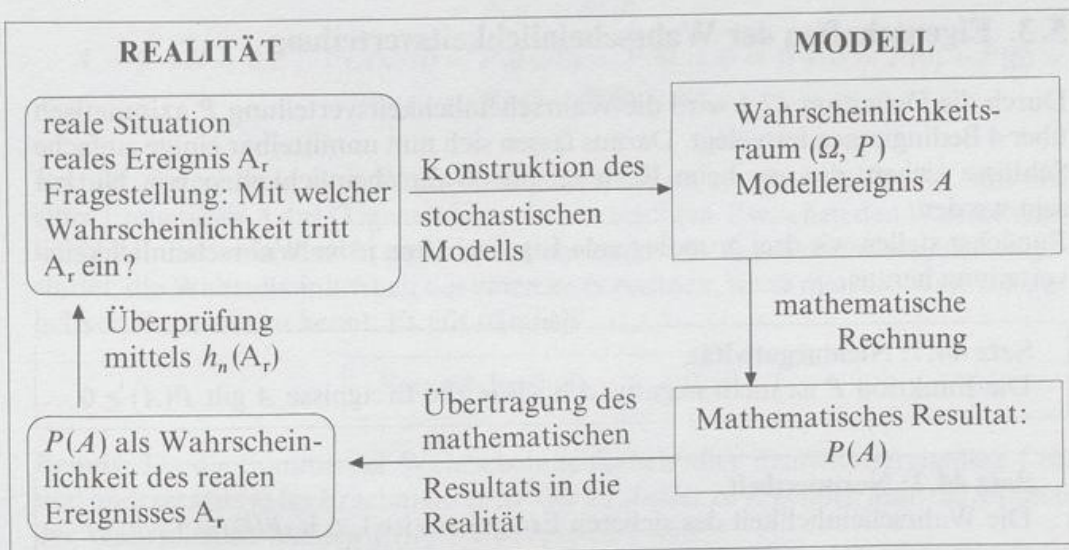 REALITÄT
MODELL
reale Situation
reales Ereignis Aᵣ
Fragestellung: Mit welcher
Wahrscheinlichkeit tritt
Aᵣ ein?
Konstruktion des
stochastischen
Modells
Wahrscheinlichkeits-
raum (Ω, P)
Modellereignis A
mathematische
Rechnung
Mathematisches Resultat:
P(A)
Übertragung des
mathematischen
Resultats in die
Realität
P(A) als Wahrschein-
lichkeit des realen
Ereignisses Aᵣ
Überprüfung
mittels hₙ(Aᵣ)